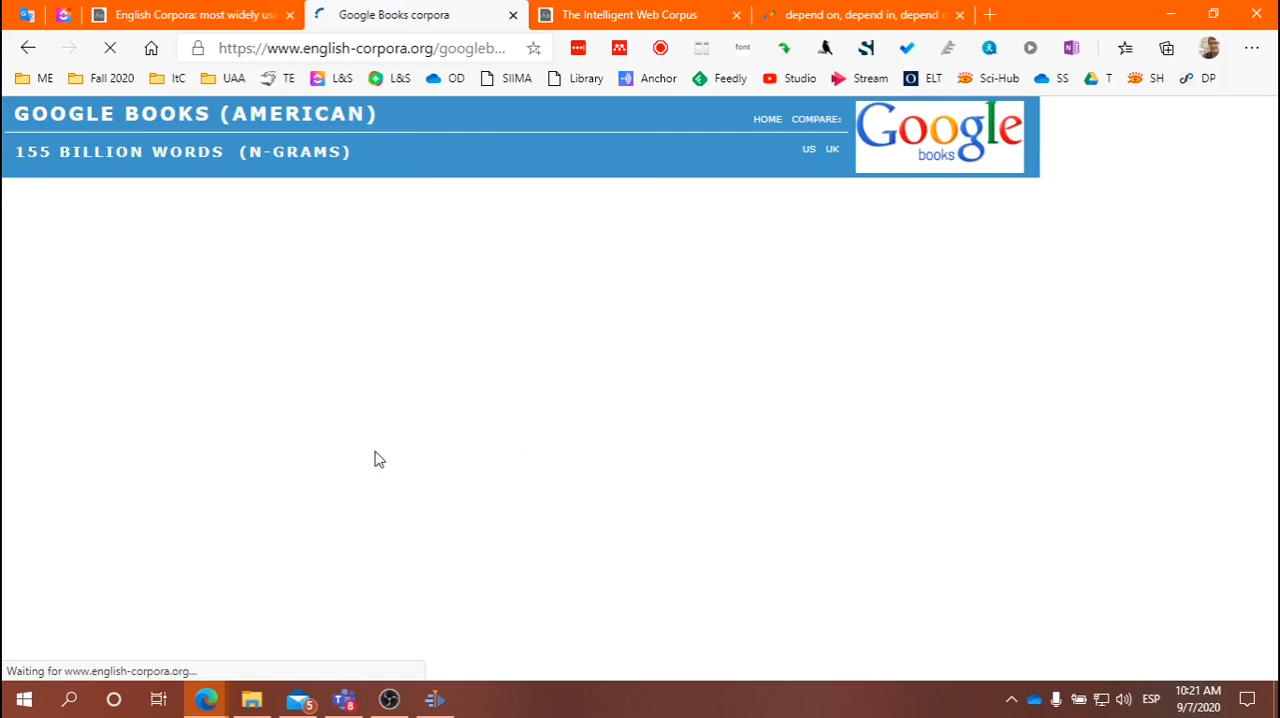 English Corpora: most widely us
Google Books corpora
The Intelligent Web Corpus
depend on, depend in, depend o
https://www.english-corpora.org/googleb...
font
ME
Fall 2020
ItC
UAA
TE
L&S
L&S
OD
SIIMA
Library
Anchor
Feedly
Studio
Stream
ELT
Sci-Hub
SS
T
SH
DP
GOOGLE BOOKS (AMERICAN)
HOME COMPARE:
155 BILLION WORDS (N-GRAMS)
US UK
Google
books
Waiting for www.english-corpora.org...
5
8
ESP
10:21 AM
9/7/2020